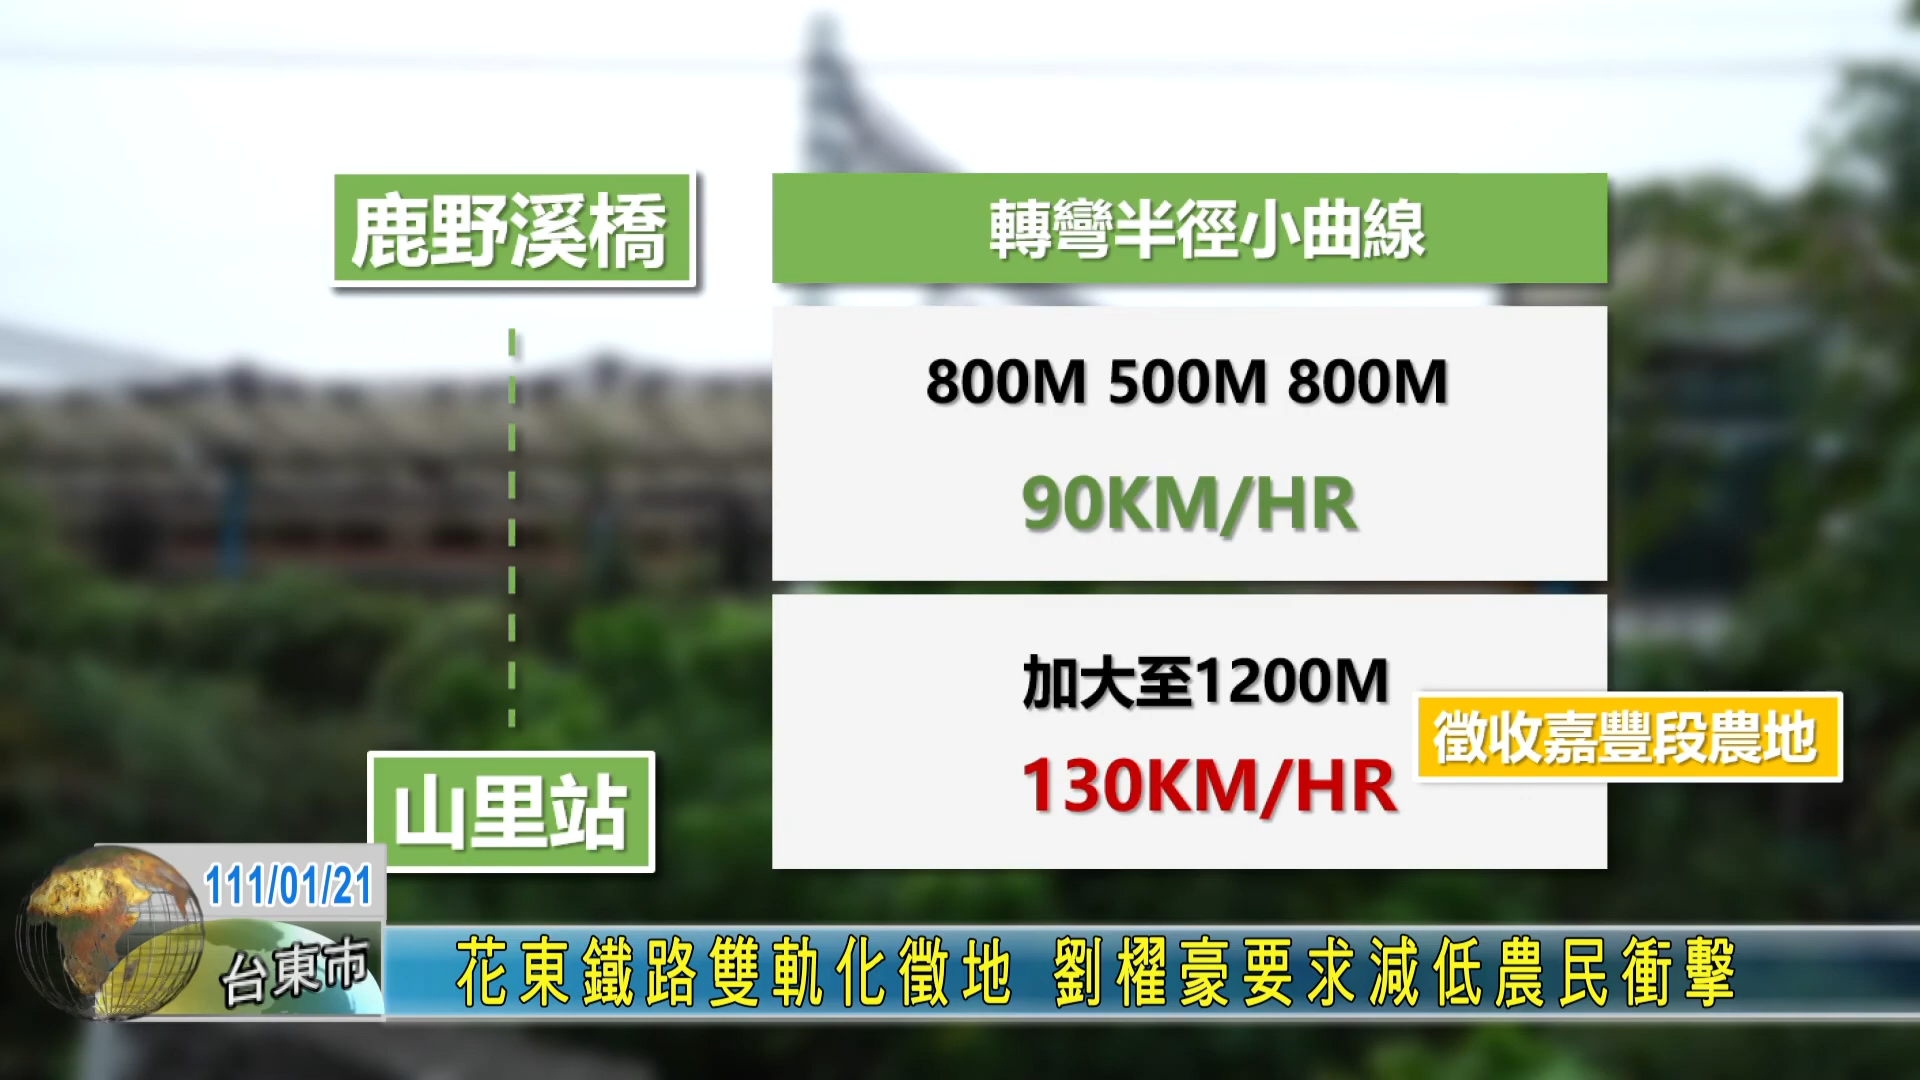 鹿野溪橋
山里站
轉彎半徑小曲線
800M 500M 800M
90KM/HR
加大至1200M
130KM/HR
徵收嘉豐段農地
111/01/21
台東市
花東鐵路雙軌化徵地 劉櫂豪要求減低農民衝擊